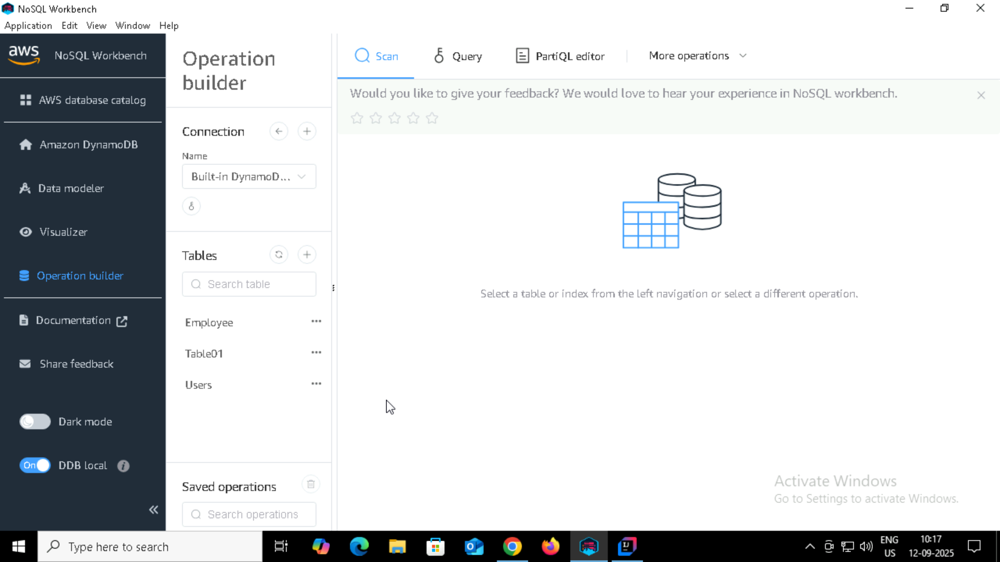 NoSQL Workbench
Application Edit View Window Help
aws NoSQL Workbench
AWS database catalog
Amazon DynamoDB
Data modeler
Visualizer
Operation builder
Documentation
Share feedback
Dark mode
On DDB local
Operation
builder
Connection
Name
Built-in DynamoD...
Tables
Search table
Employee
Table01
Users
Saved operations
Search operations
Scan Query PartiQL editor More operations
Would you like to give your feedback? We would love to hear your experience in NoSQL workbench.
Select a table or index from the left navigation or select a different operation.
Activate Windows
Go to Settings to activate Windows.
Type here to search
ENG
US
10:17
12-09-2025